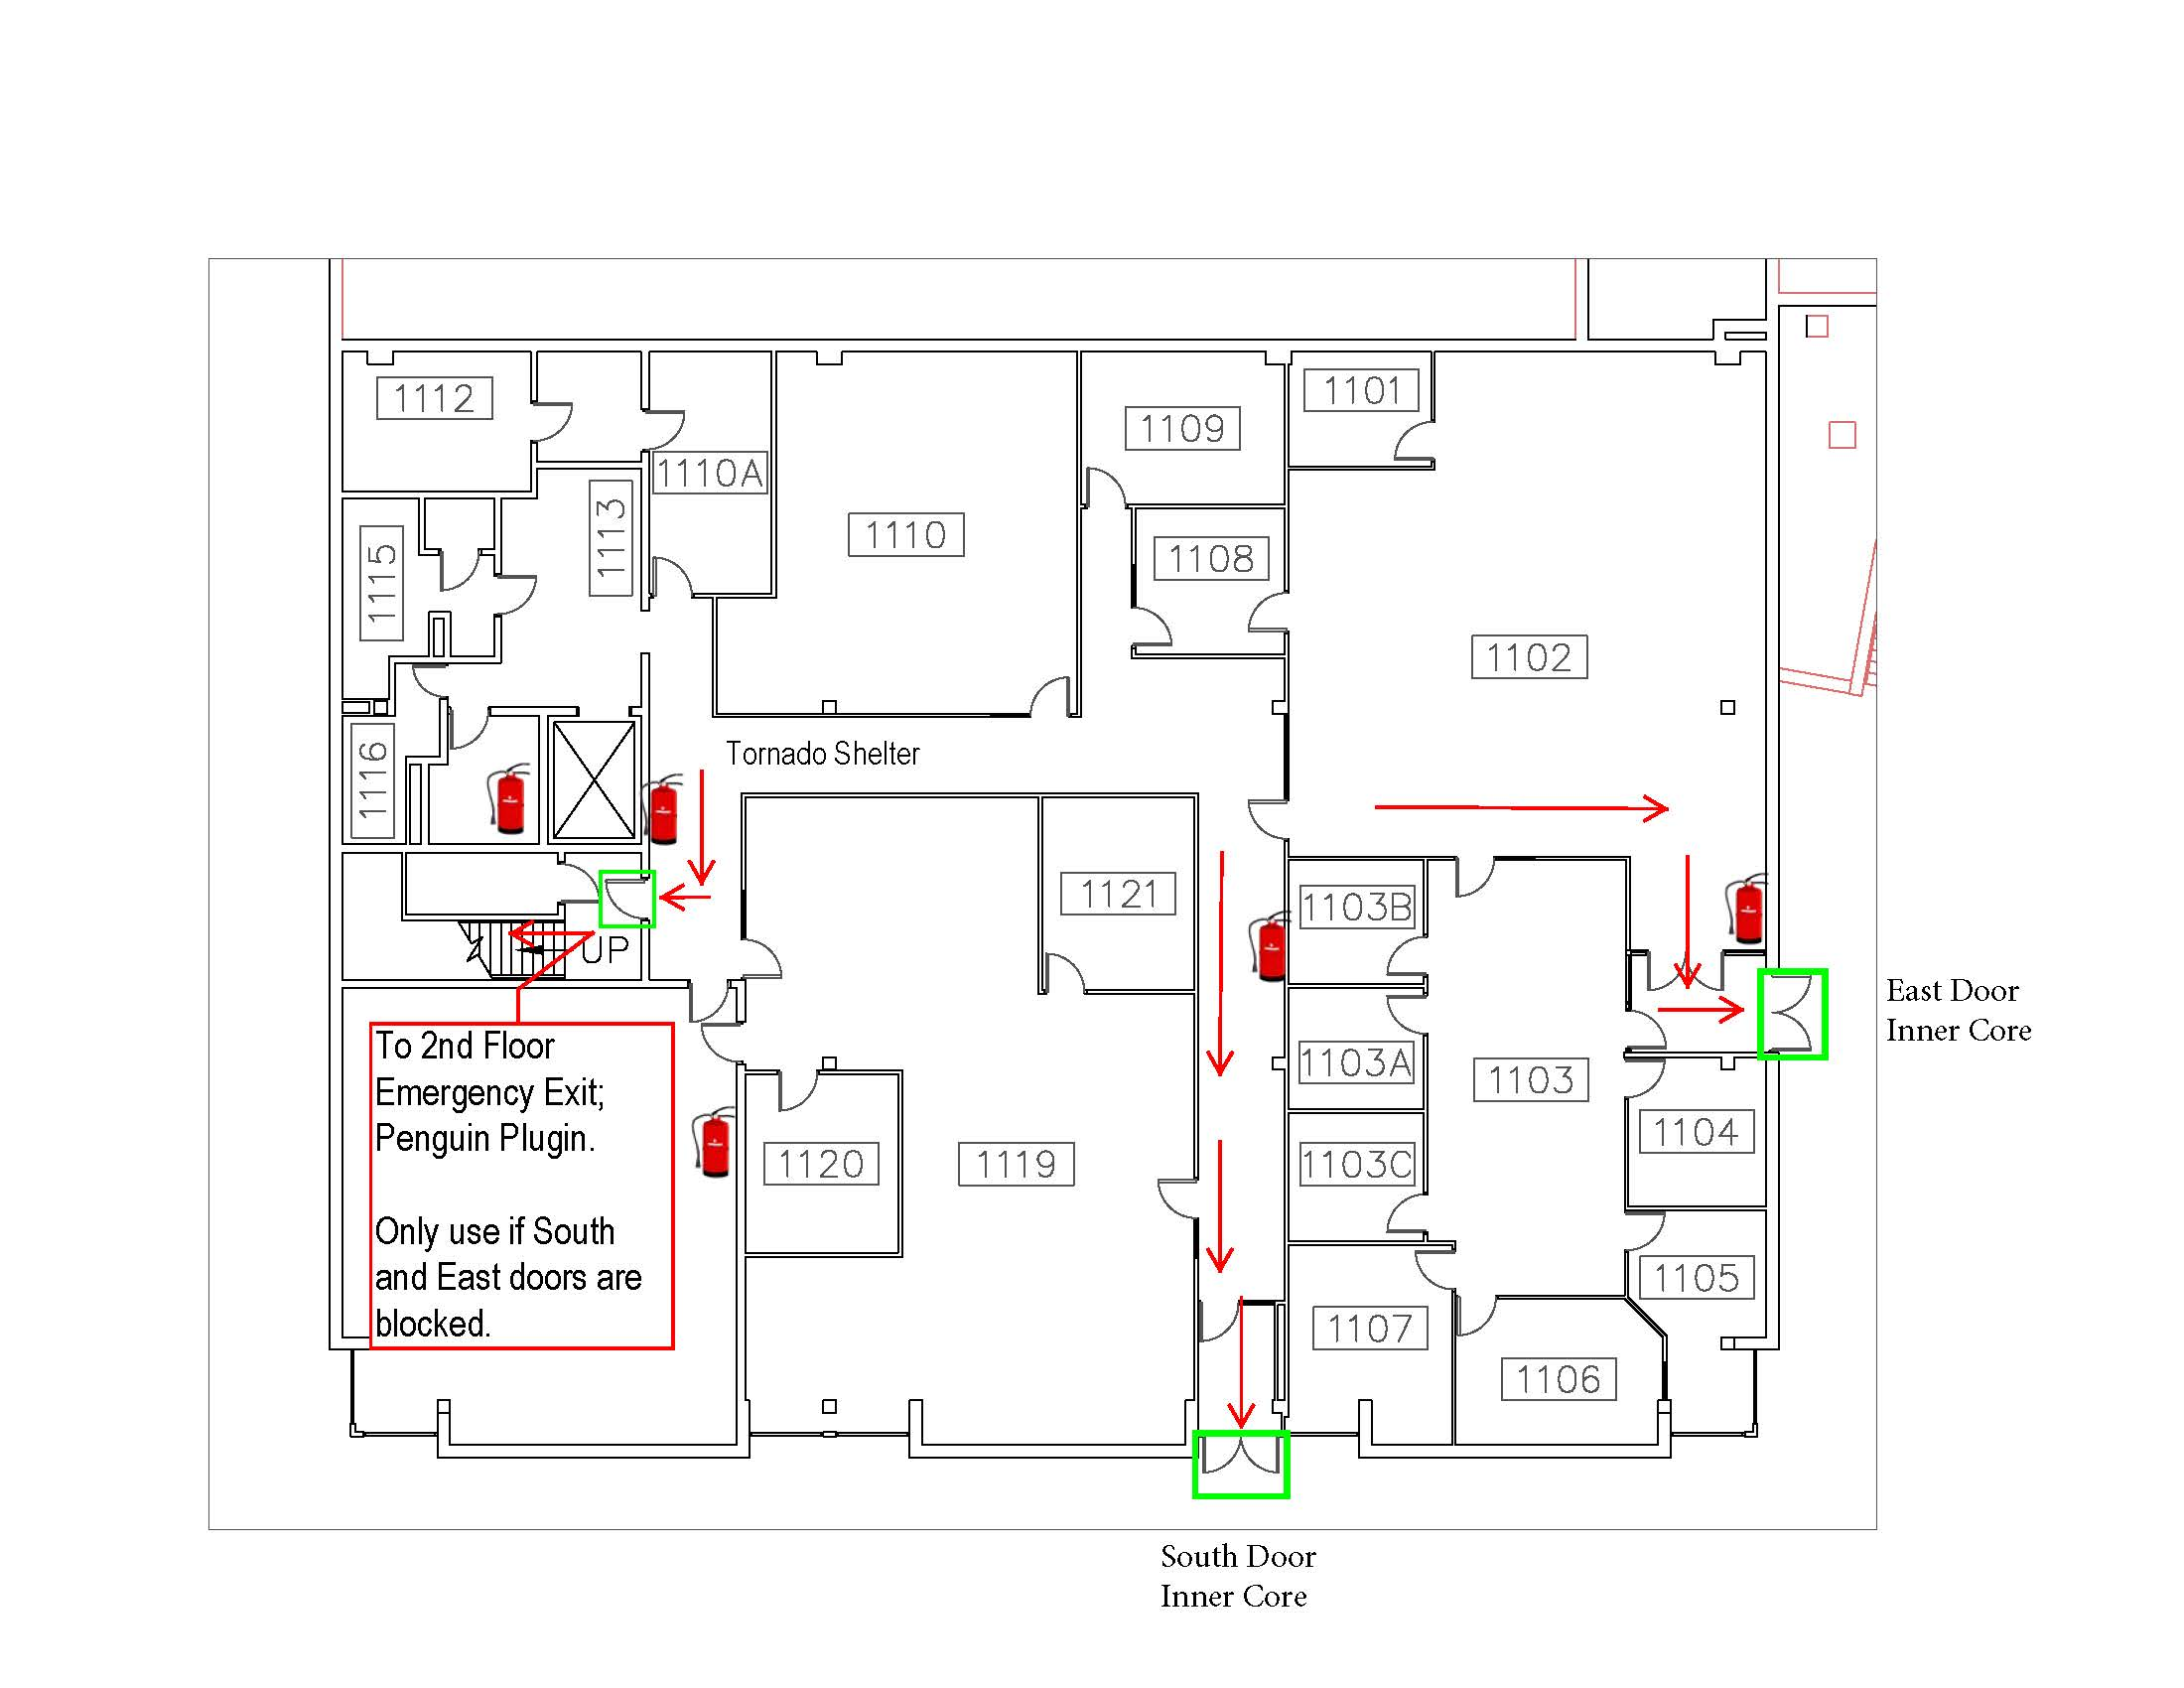 1112
1101
1109
1110A
1113
1110
1108
1115
1102
Tornado Shelter
1116
1121
1103B
UP
East Door
Inner Core
To 2nd Floor
Emergency Exit;
Penguin Plugin.
Only use if South
and East doors are
blocked.
1103A
1103
1104
1120
1119
1103C
1105
1107
1106
South Door
Inner Core